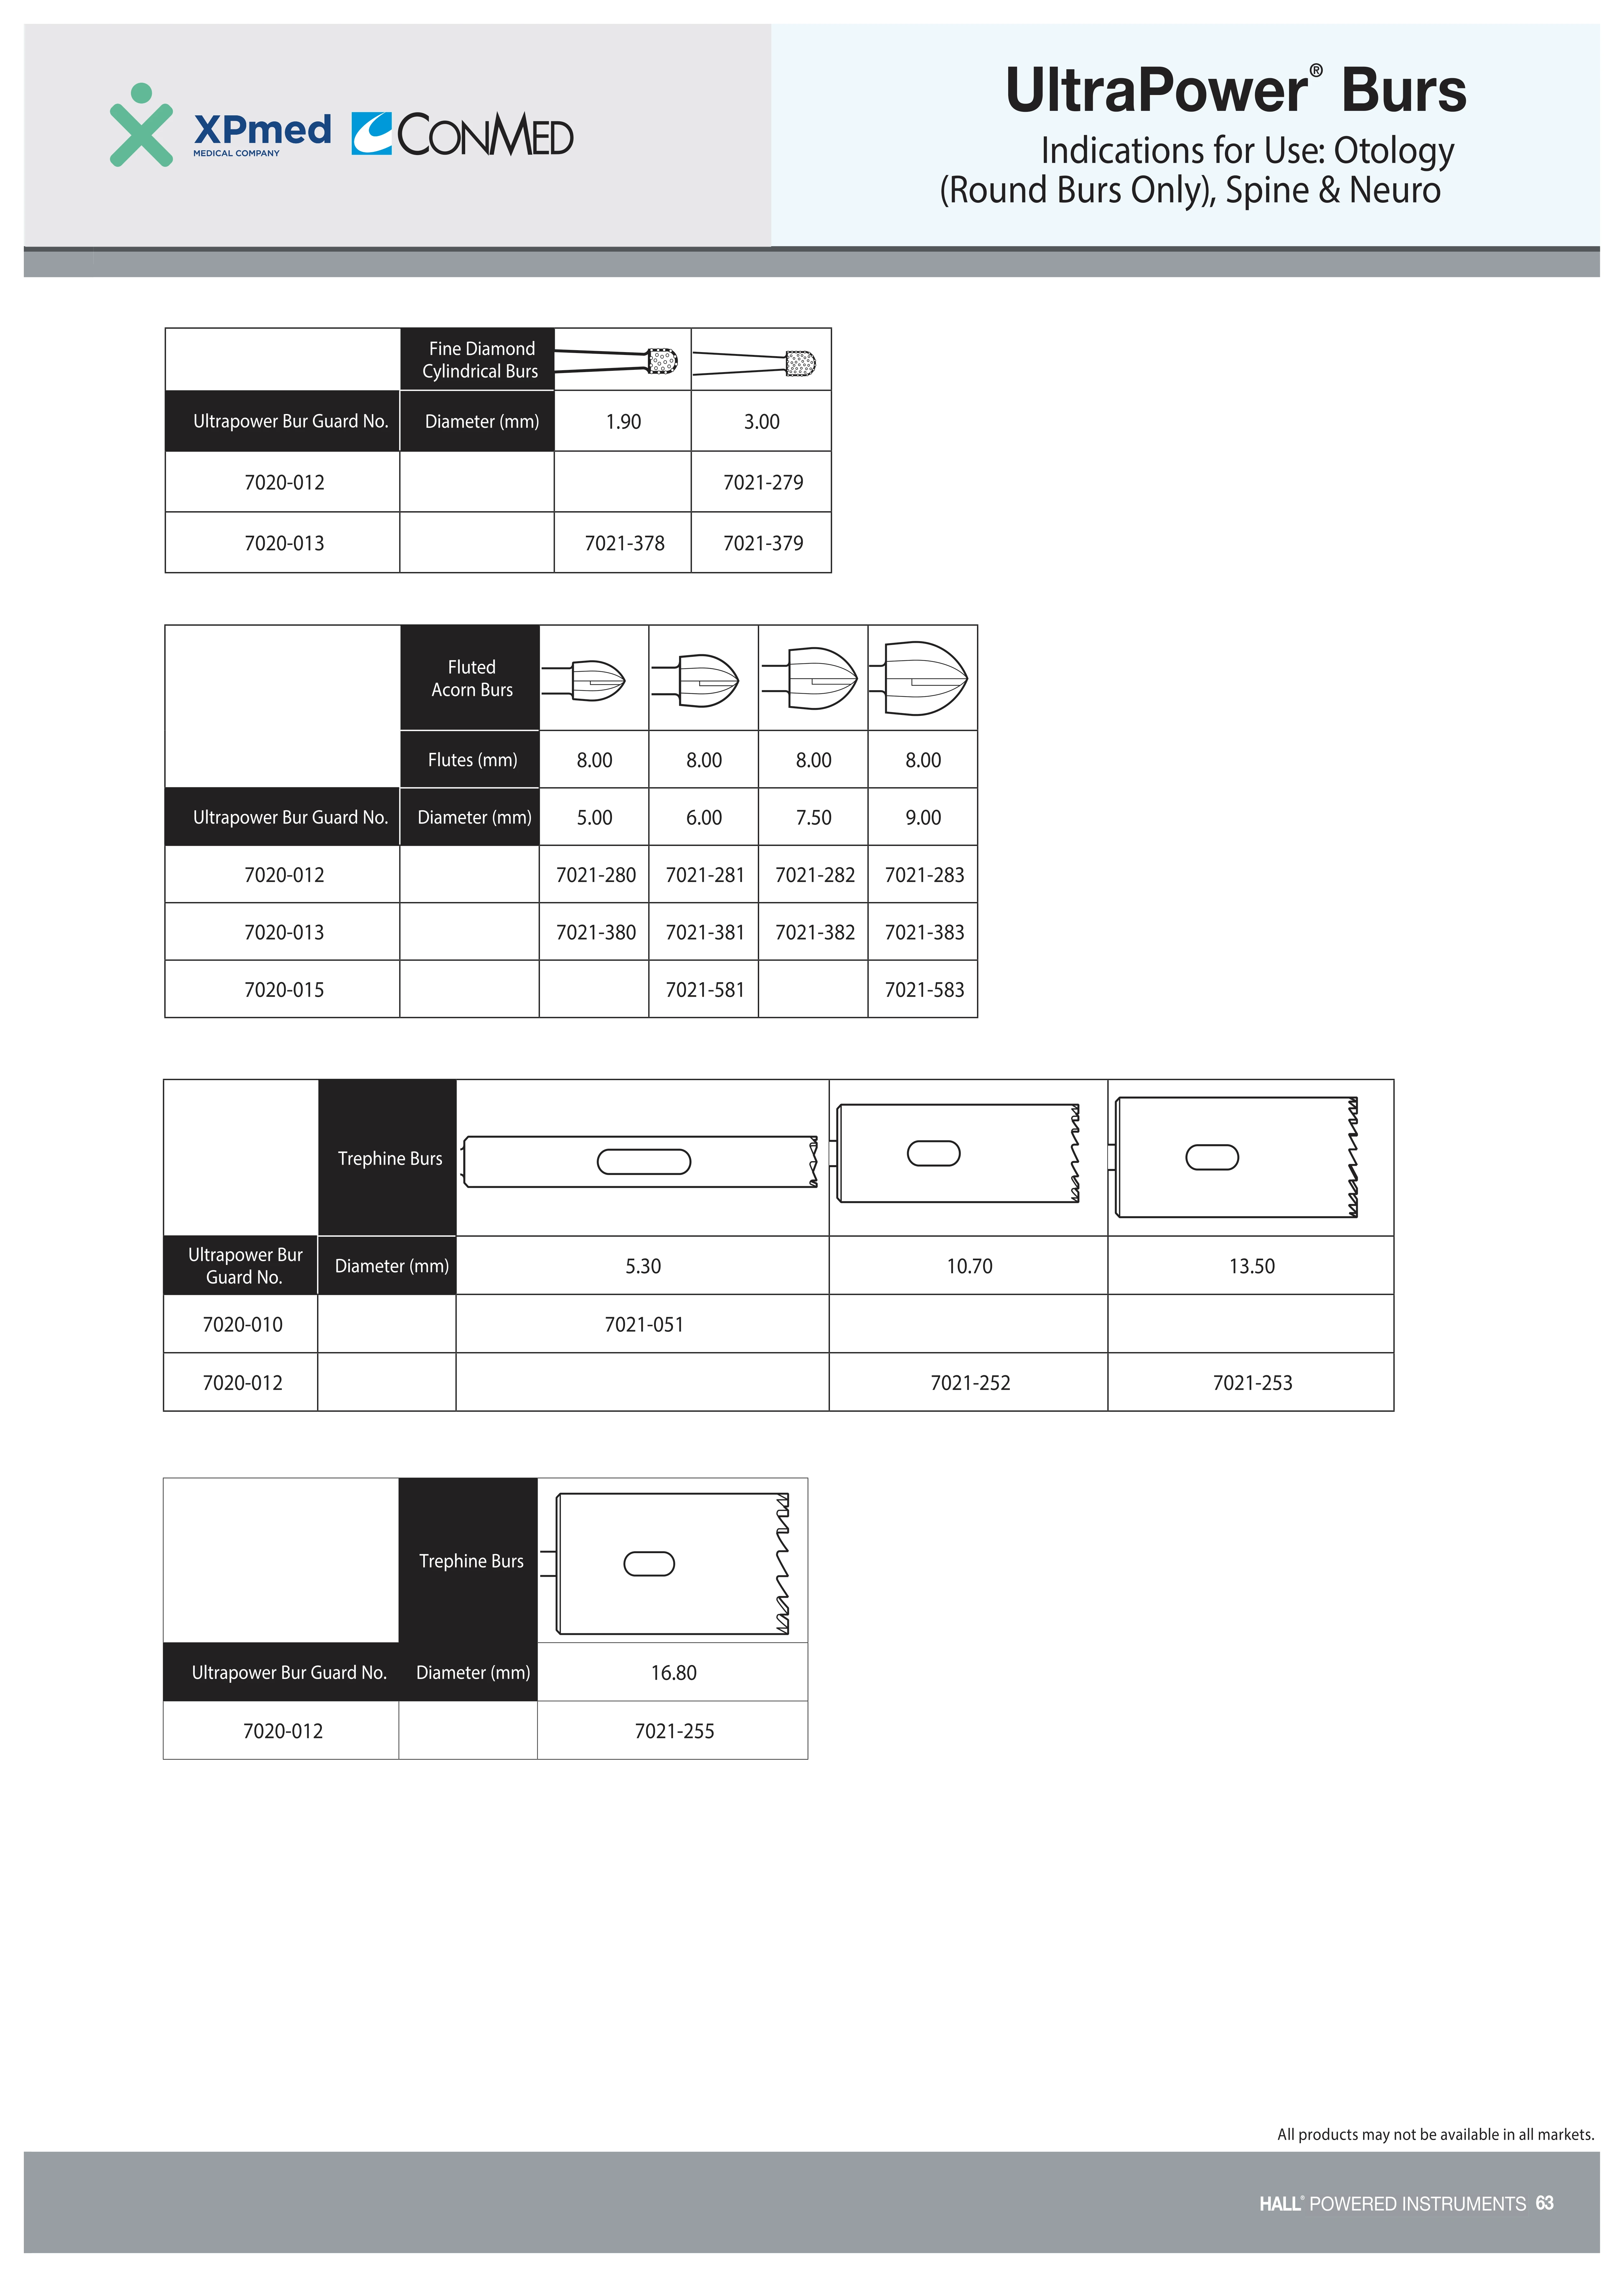 XPmed
MEDICAL COMPANY
CONMED
UltraPower® Burs
Indications for Use: Otology
(Round Burs Only), Spine & Neuro
Fine Diamond
Cylindrical Burs
Ultrapower Bur Guard No. Diameter (mm) 1.90 3.00
7020-012 7021-279
7020-013 7021-378 7021-379
Fluted
Acorn Burs
Flutes (mm) 8.00 8.00 8.00 8.00
Ultrapower Bur Guard No. Diameter (mm) 5.00 6.00 7.50 9.00
7020-012 7021-280 7021-281 7021-282 7021-283
7020-013 7021-380 7021-381 7021-382 7021-383
7020-015 7021-581 7021-583
Trephine Burs
Ultrapower Bur
Guard No.
Diameter (mm) 5.30 10.70 13.50
7020-010 7021-051
7020-012 7021-252 7021-253
Trephine Burs
Ultrapower Bur Guard No. Diameter (mm) 16.80
7020-012 7021-255
All products may not be available in all markets.
HALL® POWERED INSTRUMENTS 63